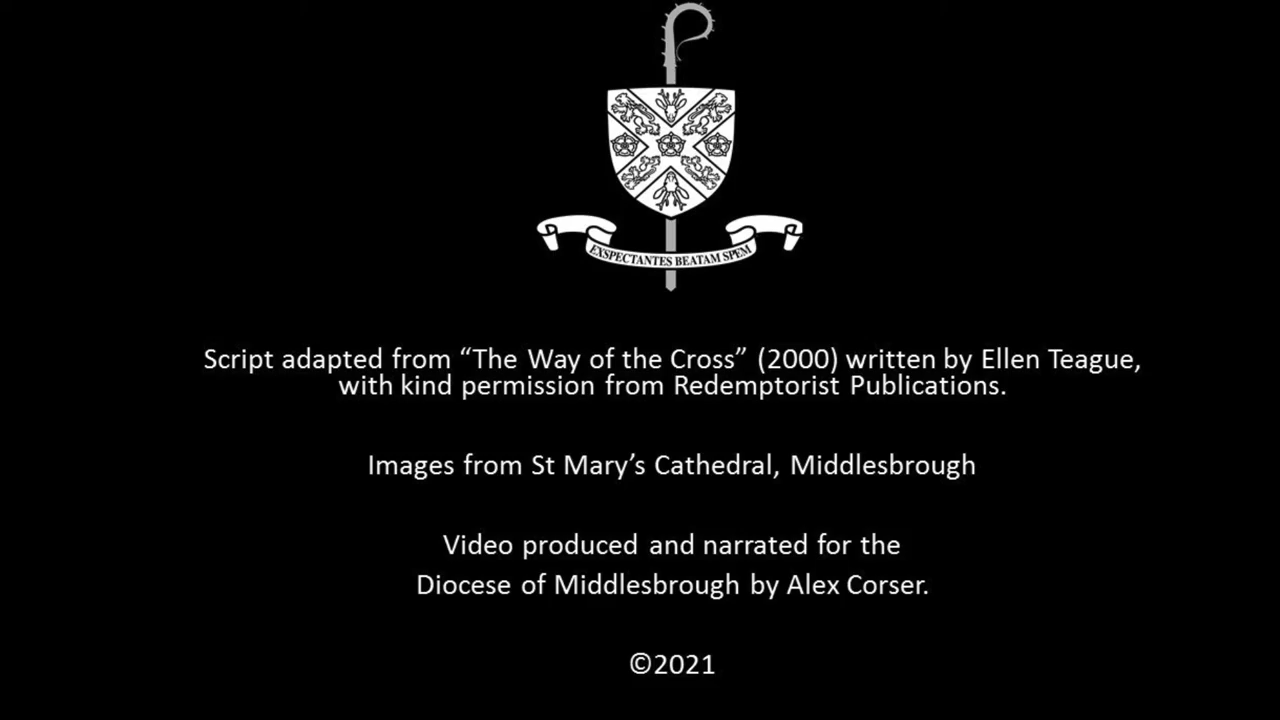 EXSPECTANTES BEATAM SPEM
Script adapted from “The Way of the Cross” (2000) written by Ellen Teague,
with kind permission from Redemptorist Publications.
Images from St Mary’s Cathedral, Middlesbrough
Video produced and narrated for the
Diocese of Middlesbrough by Alex Corser.
©2021